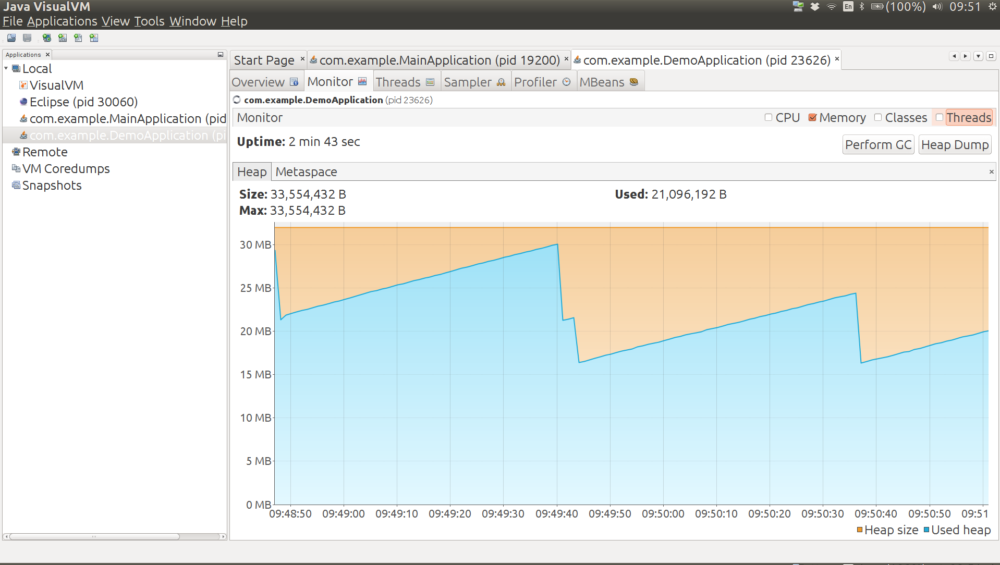 Java VisualVM
En (100%) 09:51
File Applications View Tools Window Help
Applications
Local
VisualVM
Eclipse (pid 30060)
com.example.MainApplication (pid
com.example.DemoApplication (pi
Remote
VM Coredumps
Snapshots
Start Page com.example.MainApplication (pid 19200) com.example.DemoApplication (pid 23626)
Overview Monitor Threads Sampler Profiler MBeans
com.example.DemoApplication (pid 23626)
Monitor CPU Memory Classes Threads
Uptime: 2 min 43 sec
Perform GC Heap Dump
Heap Metaspace
Size: 33,554,432 B Used: 21,096,192 B
Max: 33,554,432 B
30 MB
25 MB
20 MB
15 MB
10 MB
5 MB
0 MB
09:48:50 09:49:00 09:49:10 09:49:20 09:49:30 09:49:40 09:49:50 09:50:00 09:50:10 09:50:20 09:50:30 09:50:40 09:50:50 09:51
Heap size Used heap